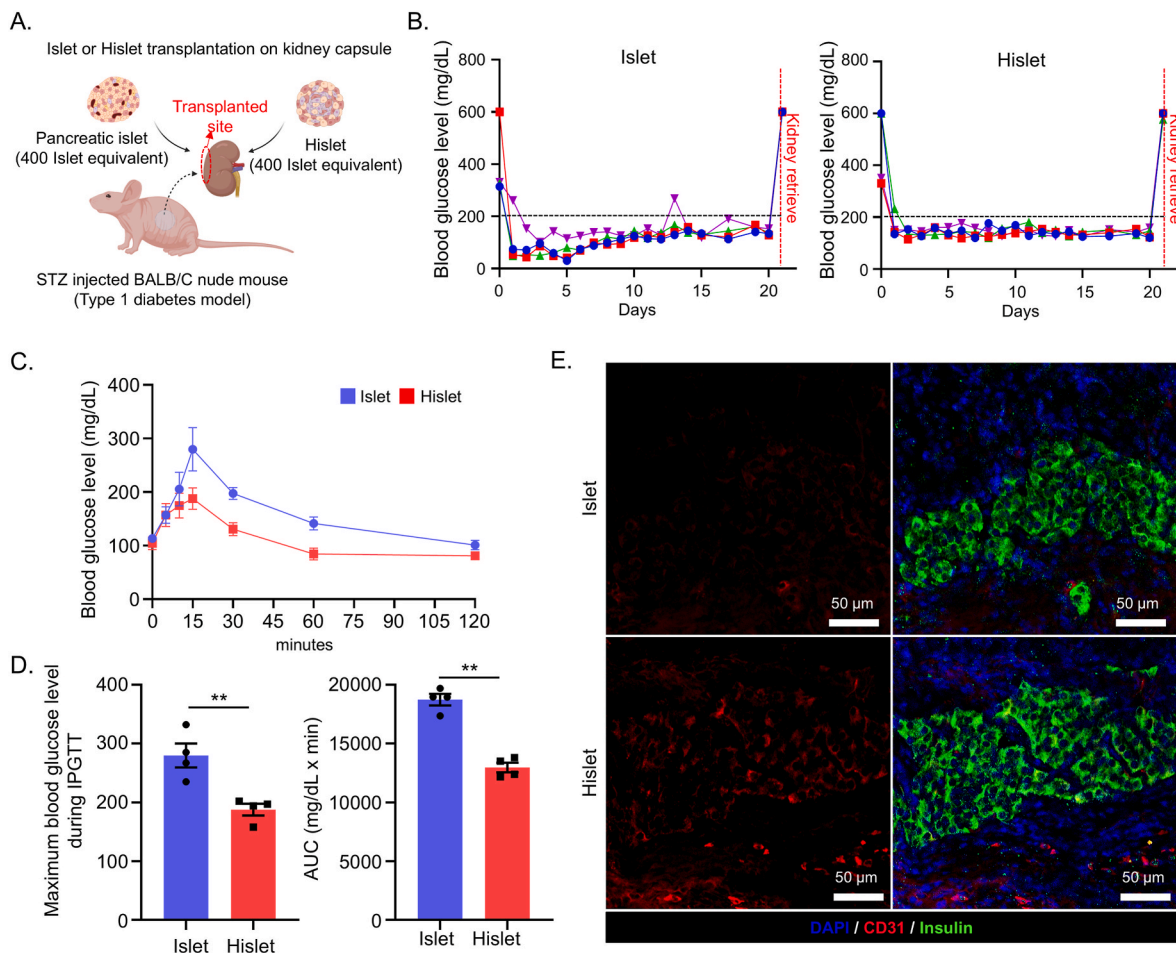 A.
Islet or Hislet transplantation on kidney capsule
Transplanted
site
Pancreatic islet
(400 Islet equivalent)
Hislet
(400 Islet equivalent)
STZ injected BALB/C nude mouse
(Type 1 diabetes model)
B.
Islet
Blood glucose level (mg/dL)
800
600
400
200
0
0
5
10
15
20
Days
Kidney retrieve
Hislet
Blood glucose level (mg/dL)
800
600
400
200
0
0
5
10
15
20
Days
Kidney retrieve
C.
Islet
Hislet
Blood glucose level (mg/dL)
400
300
200
100
0
0
15
30
45
60
75
90
105
120
minutes
D.
Maximum blood glucose level
during IPGTT
400
300
200
100
0
**
Islet
Hislet
AUC (mg/dL x min)
20000
15000
10000
5000
0
**
Islet
Hislet
E.
Islet
50 µm
50 µm
Hislet
50 µm
50 µm
DAPI / CD31 / Insulin